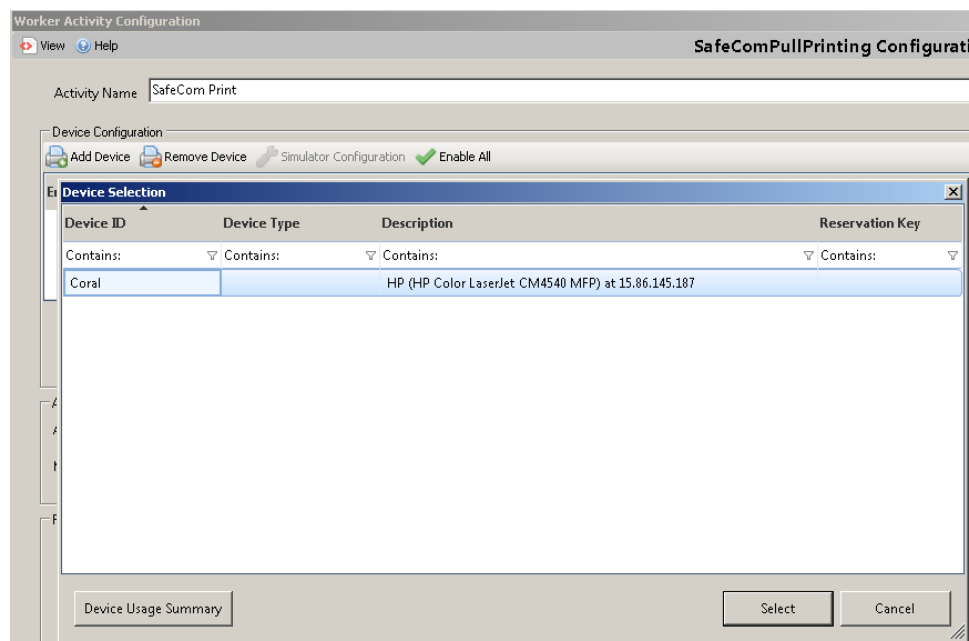 Worker Activity Configuration
View Help
SafeComPullPrinting
Activity Name SafeCom Print
Device Configuration
Add Device Remove Device Simulator Configuration Enable All
Device Selection
Device ID Device Type Description Reservation Key
Contains: Contains: Contains: Contains:
Coral HP (HP Color LaserJet CM4540 MFP) at 15.86.145.187
Device Usage Summary Select Cancel